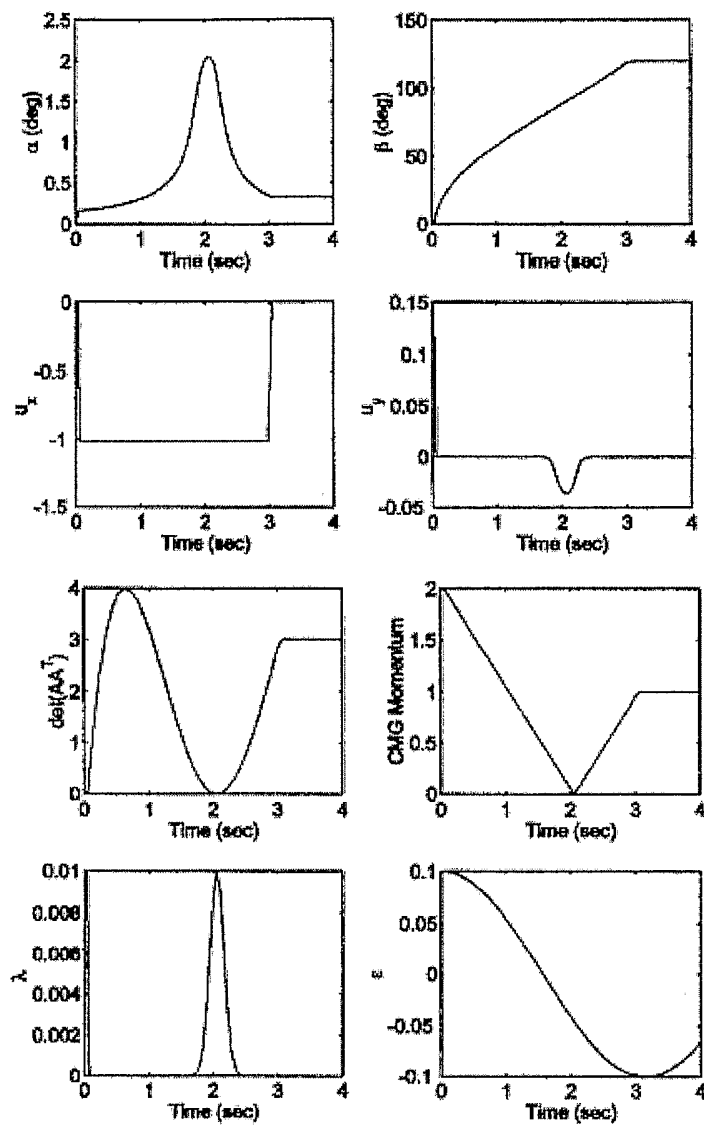 2.5
2
1.5
1
0.5
0
α (deg)
0 1 2 3 4
Time (sec)
150
100
50
0
β (deg)
0 1 2 3 4
Time (sec)
0
-0.5
-1
-1.5
u_x
0 1 2 3 4
Time (sec)
0.15
0.1
0.05
0
-0.05
u_y
0 1 2 3 4
Time (sec)
4
3
2
1
0
det(AA^T)
0 1 2 3 4
Time (sec)
2
1.5
1
0.5
0
CMG Momentum
0 1 2 3 4
Time (sec)
0.01
0.008
0.006
0.004
0.002
0
λ
0 1 2 3 4
Time (sec)
0.1
0.05
0
-0.05
-0.1
ε
0 1 2 3 4
Time (sec)